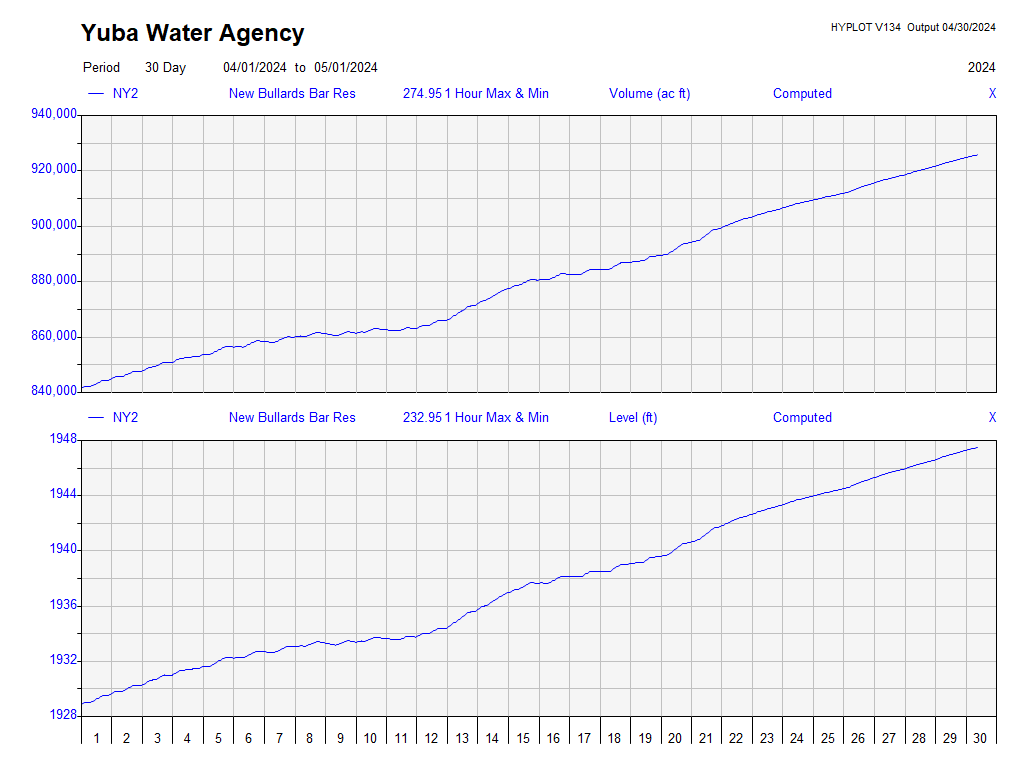 Yuba Water Agency
HYPLOT V134 Output 04/30/2024
Period 30 Day 04/01/2024 to 05/01/2024 2024
NY2 New Bullards Bar Res 274.95 1 Hour Max & Min Volume (ac ft) Computed X
940,000
920,000
900,000
880,000
860,000
840,000
NY2 New Bullards Bar Res 232.95 1 Hour Max & Min Level (ft) Computed X
1948
1944
1940
1936
1932
1928
1 2 3 4 5 6 7 8 9 10 11 12 13 14 15 16 17 18 19 20 21 22 23 24 25 26 27 28 29 30